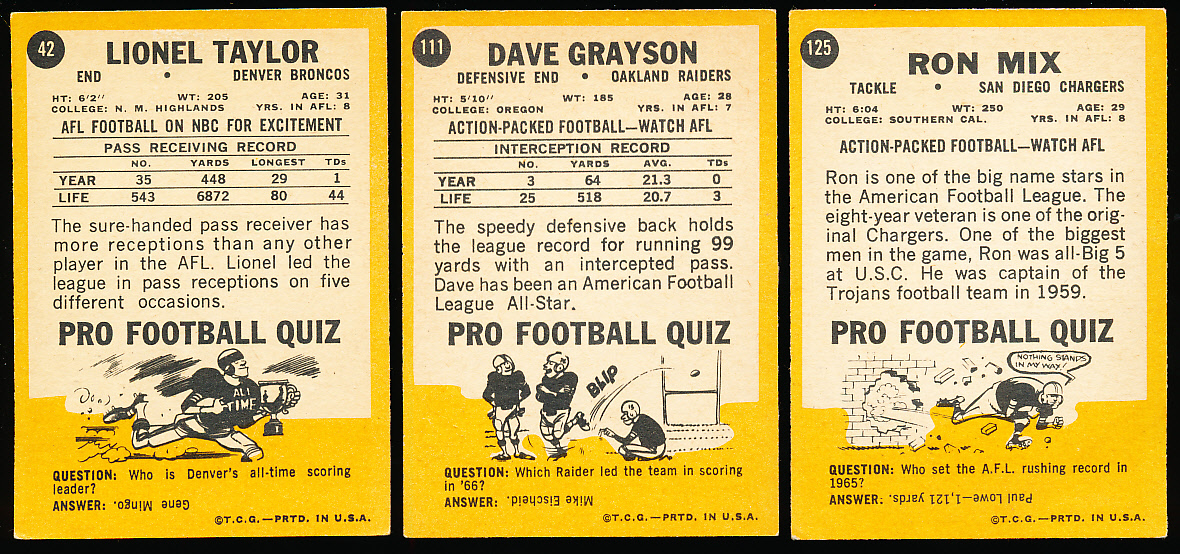 42
LIONEL TAYLOR
END • DENVER BRONCOS
HT: 6'2" WT: 205 AGE: 31
COLLEGE: N. M. HIGHLANDS YRS. IN AFL: 8
AFL FOOTBALL ON NBC FOR EXCITEMENT
PASS RECEIVING RECORD
NO. YARDS LONGEST TDs
YEAR 35 448 29 1
LIFE 543 6872 80 44
The sure-handed pass receiver has
more receptions than any other
player in the AFL. Lionel led the
league in pass receptions on five
different occasions.
PRO FOOTBALL QUIZ
ALL
TIME
QUESTION: Who is Denver's all-time scoring
leader?
ANSWER: Gene Mingo.
©T.C.G.—PRTD. IN U.S.A.
111
DAVE GRAYSON
DEFENSIVE END • OAKLAND RAIDERS
HT: 5'10" WT: 185 AGE: 28
COLLEGE: OREGON YRS. IN AFL: 7
ACTION-PACKED FOOTBALL—WATCH AFL
INTERCEPTION RECORD
NO. YARDS AVG. TDs
YEAR 3 64 21.3 0
LIFE 25 518 20.7 3
The speedy defensive back holds
the league record for running 99
yards with an intercepted pass.
Dave has been an American Football
League All-Star.
PRO FOOTBALL QUIZ
BLIP
QUESTION: Which Raider led the team in scoring
in '66?
ANSWER: Mike Eischeid.
©T.C.G.—PRTD. IN U.S.A.
125
RON MIX
TACKLE • SAN DIEGO CHARGERS
HT: 6:04 WT: 250 AGE: 29
COLLEGE: SOUTHERN CAL. YRS. IN AFL: 8
ACTION-PACKED FOOTBALL—WATCH AFL
Ron is one of the big name stars in
the American Football League. The
eight-year veteran is one of the orig-
inal Chargers. One of the biggest
men in the game, Ron was all-Big 5
at U.S.C. He was captain of the
Trojans football team in 1959.
PRO FOOTBALL QUIZ
NOTHING STANDS
IN MY WAY!
QUESTION: Who set the A.F.L. rushing record in
1965?
ANSWER: Paul Lowe—1,121 yards.
©T.C.G.—PRTD. IN U.S.A.